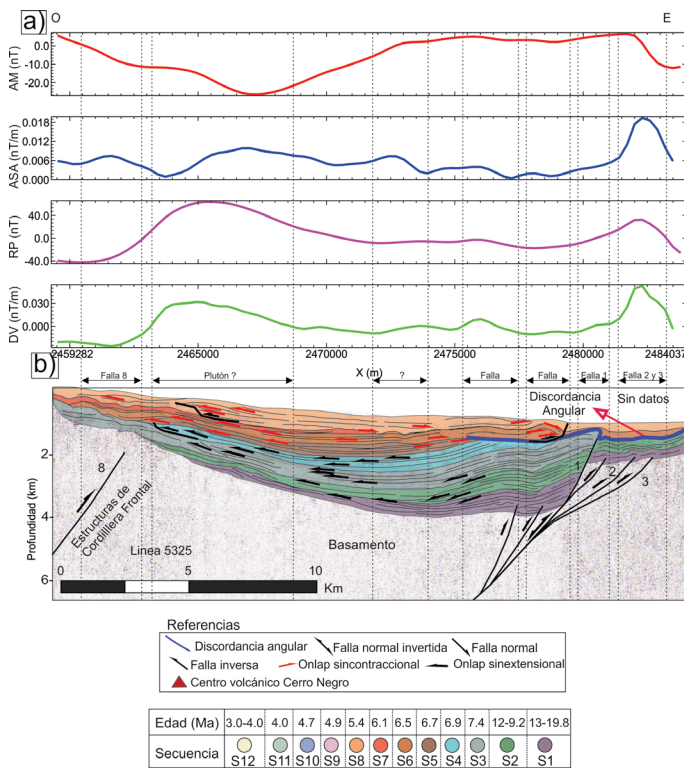 a)
O
E
AM (nT)
0.0
-10.0
-20.0
ASA (nT/m)
0.018
0.012
0.006
0.000
RP (nT)
40.0
0.0
-40.0
DV (nT/m)
0.030
0.000
2459282
2465000
2470000
2475000
2480000
2484037
X (m)
b)
Falla 8
Plutón ?
?
Falla
Falla
Falla 1
Falla 2 y 3
Discordancia
Angular
Sin datos
Profundidad (km)
2
4
6
8
Estructuras de
Cordillera Frontal
1
2
3
Linea 5325
Basamento
0
5
10
Km
Referencias
Discordancia angular
Falla normal invertida
Falla normal
Falla inversa
Onlap sincontraccional
Onlap sinextensional
Centro volcánico Cerro Negro
Edad (Ma) 3.0-4.0 4.0 4.7 4.9 5.4 6.1 6.5 6.7 6.9 7.4 12-9.2 13-19.8
Secuencia S12 S11 S10 S9 S8 S7 S6 S5 S4 S3 S2 S1